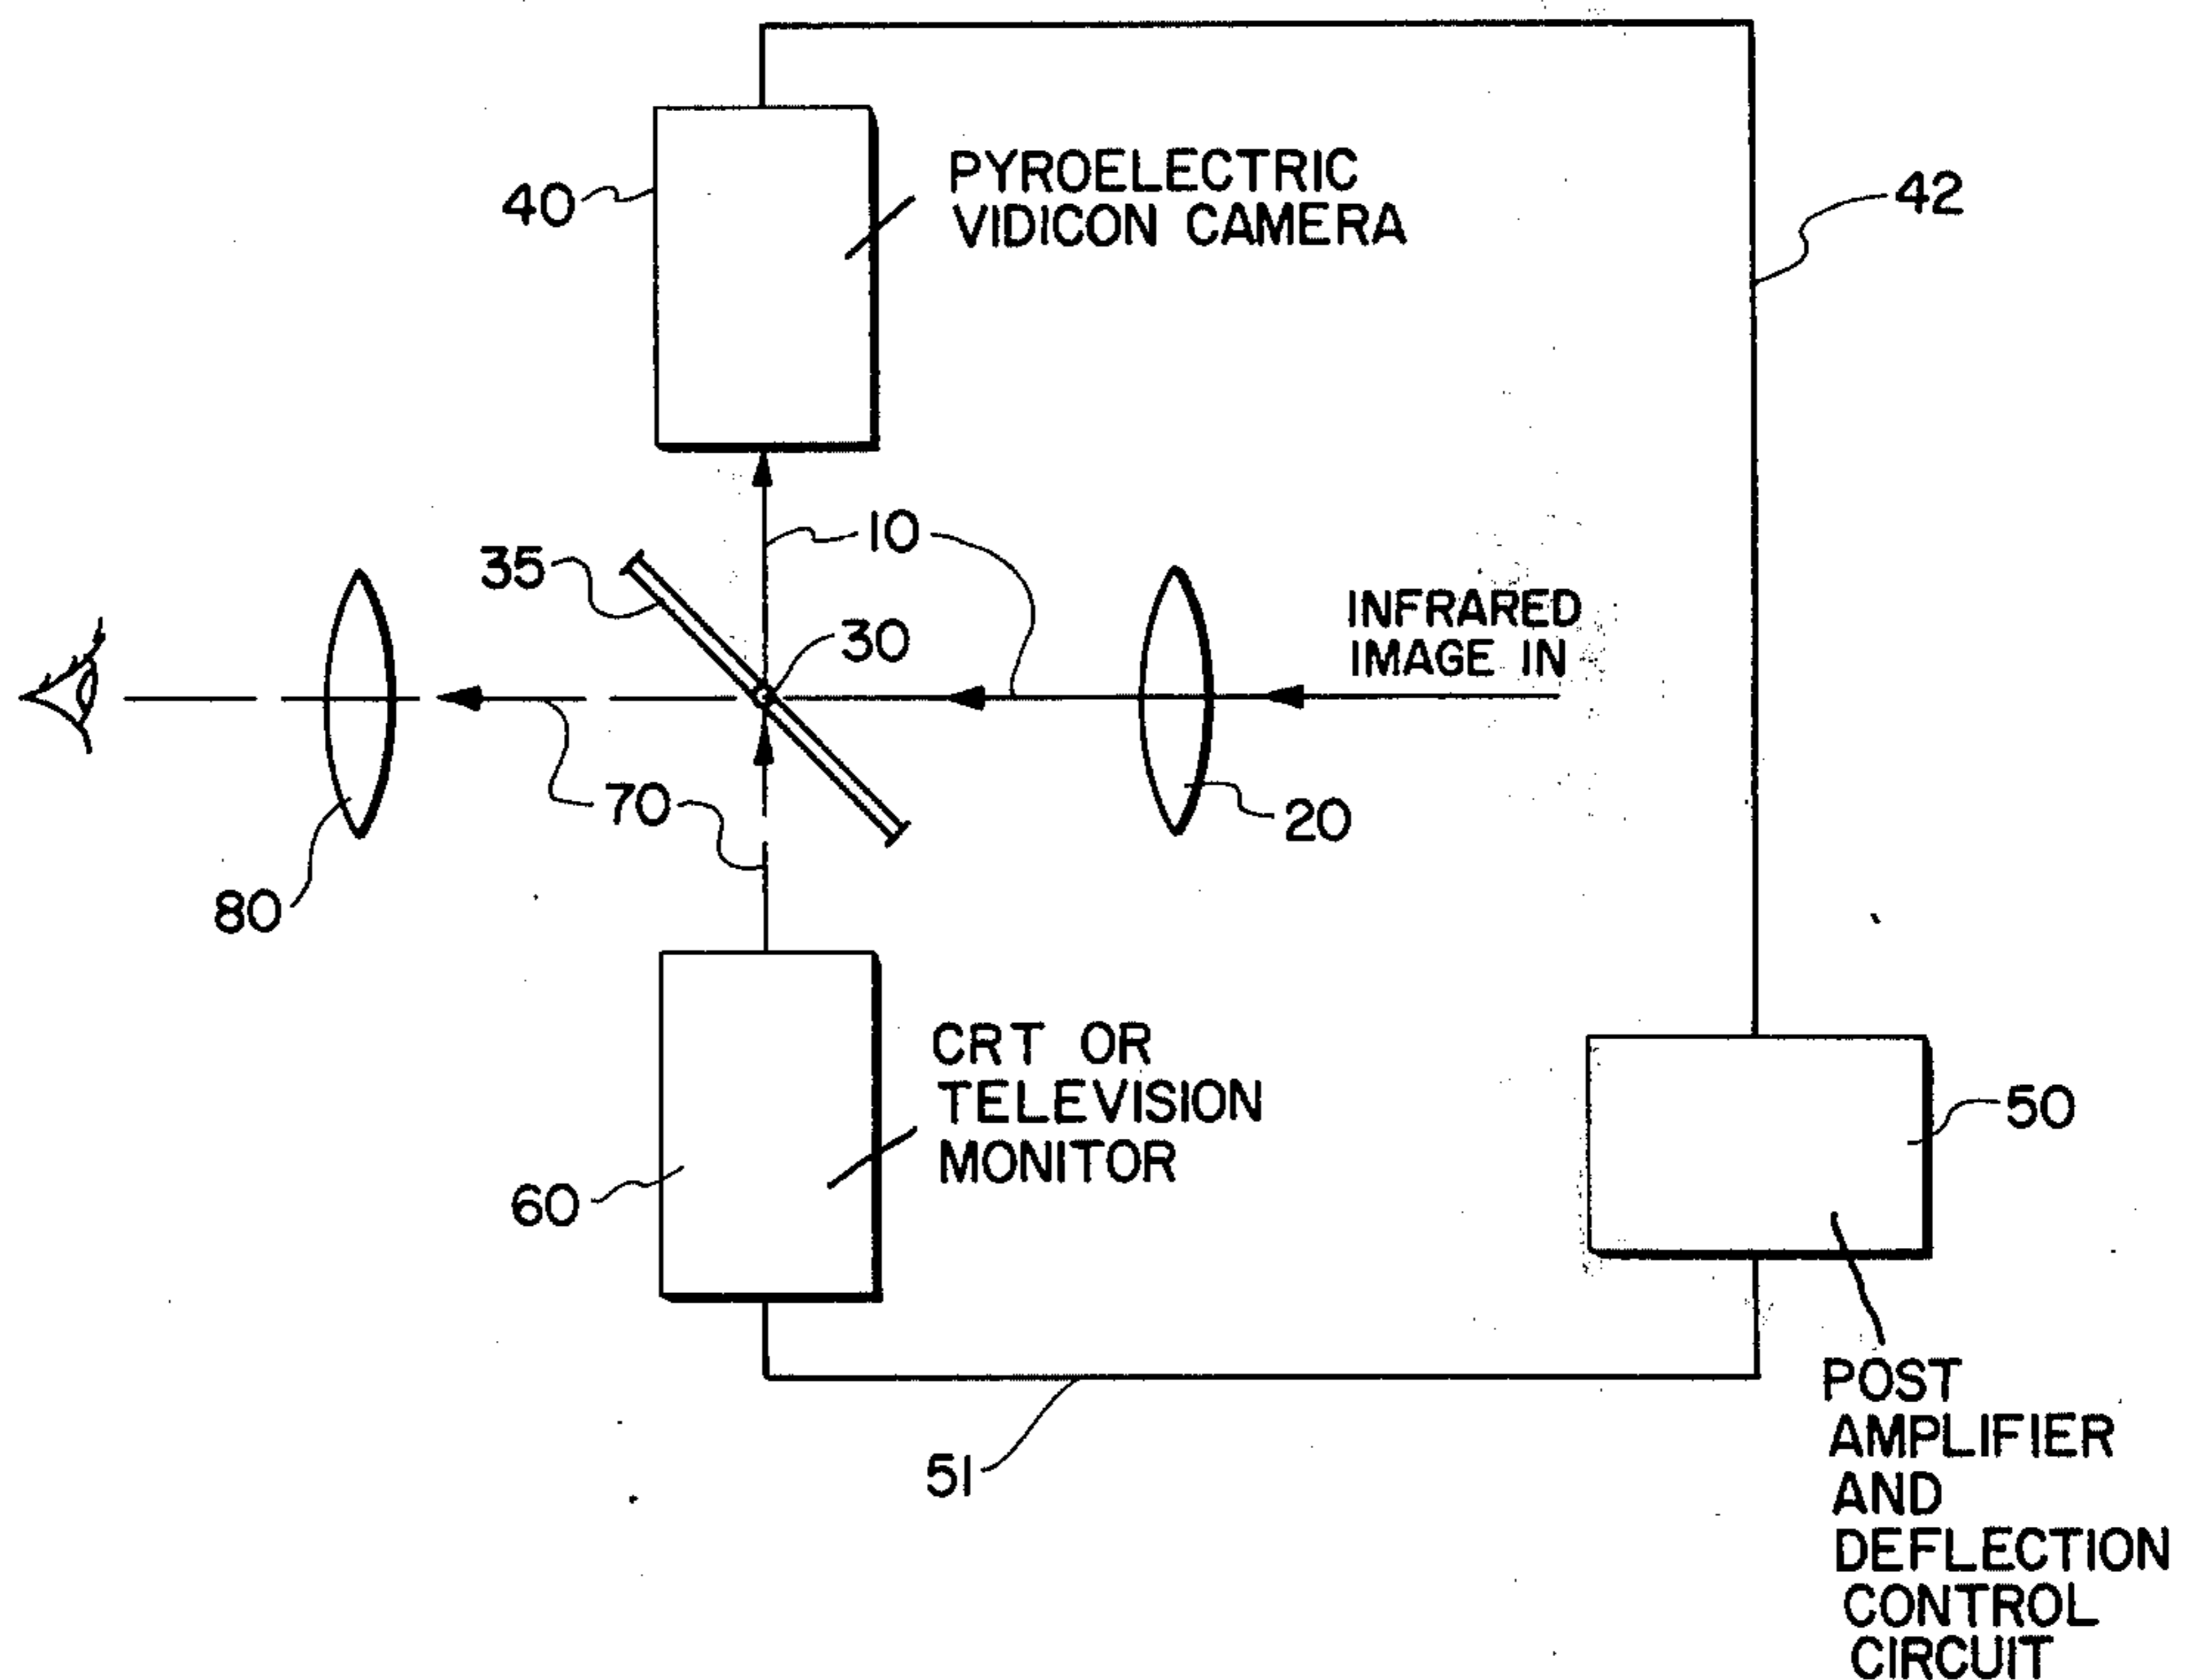 PYROELECTRIC
VIDICON CAMERA
40
42
10
35
30
INFRARED
IMAGE IN
70
20
80
CRT OR
TELEVISION
MONITOR
60
50
51
POST
AMPLIFIER
AND
DEFLECTION
CONTROL
CIRCUIT